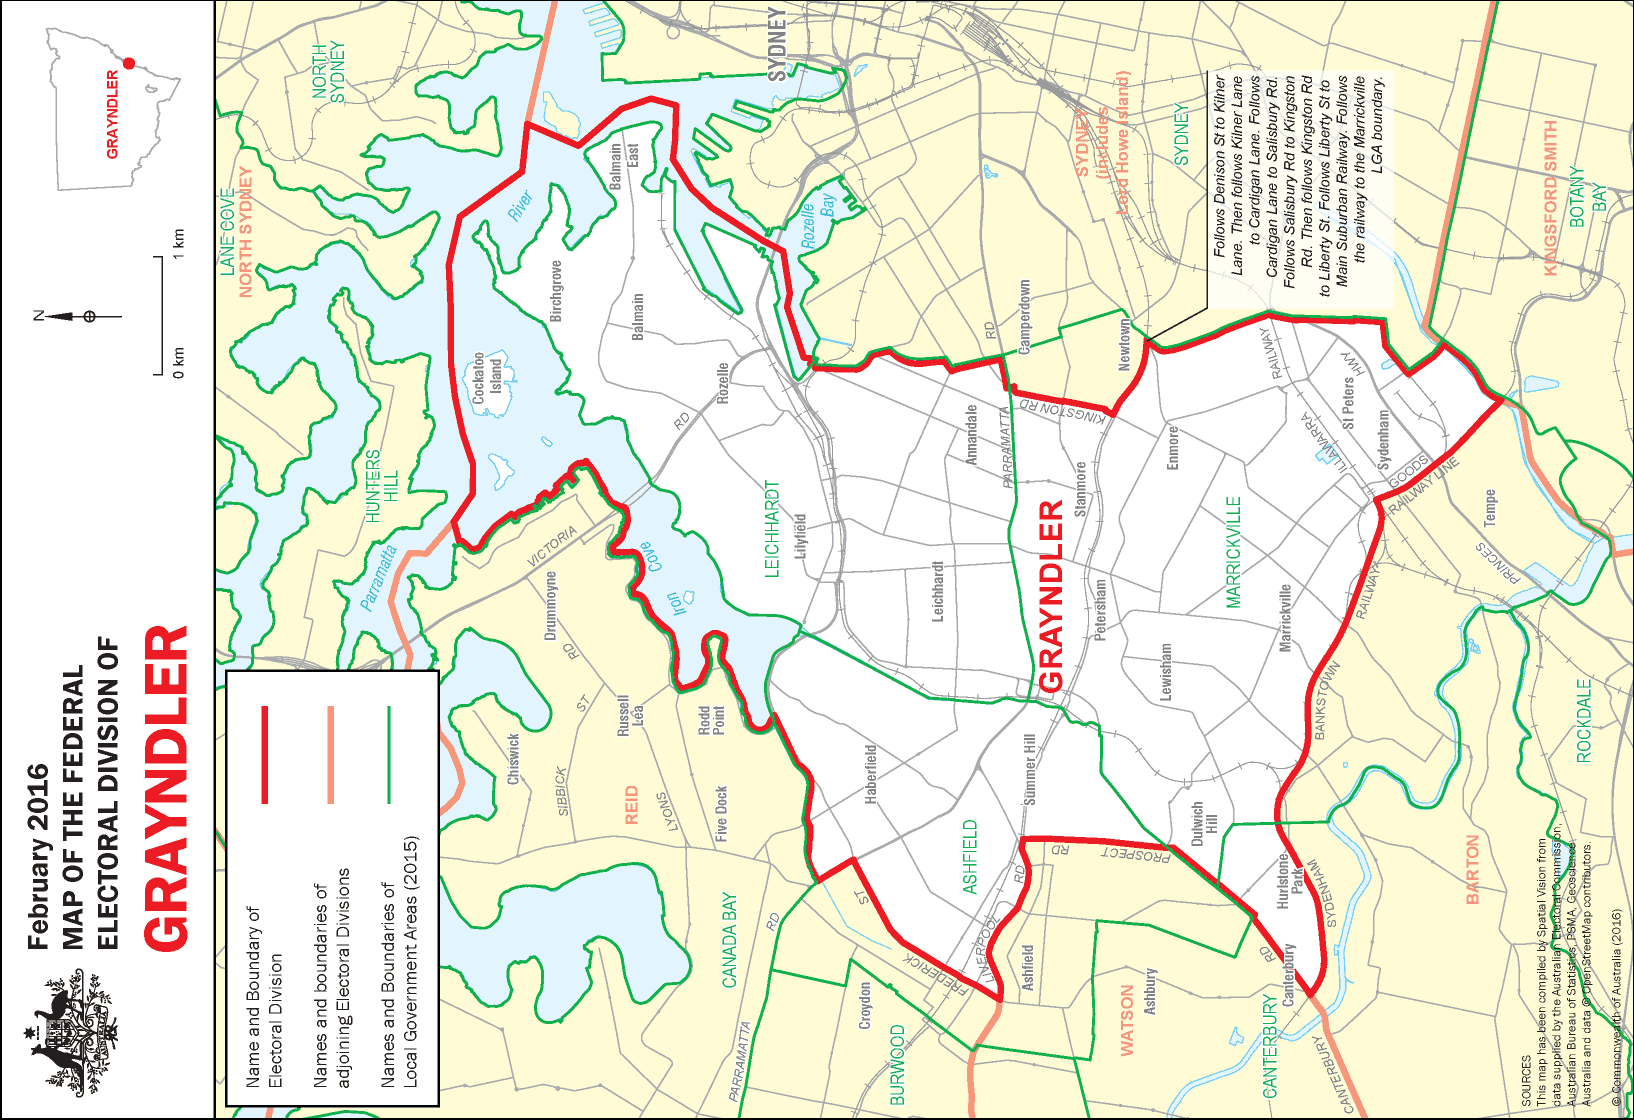 February 2016
MAP OF THE FEDERAL
ELECTORAL DIVISION OF
GRAYNDLER
GRAYNDLER
N
0 km
1 km
Name and Boundary of
Electoral Division
Names and boundaries of
adjoining Electoral Divisions
Names and Boundaries of
Local Government Areas (2015)
LANE COVE
NORTH SYDNEY
NORTH
SYDNEY
HUNTERS
HILL
Parramatta
River
Cockatoo
Island
Birchgrove
Balmain
East
Balmain
SYDNEY
Rozelle
Bay
Rozelle
RD
VICTORIA
Drummoyne
RD
ST
Iron
Cove
Chiswick
SIBBICK
Russell
Lea
REID
LYONS
Rodd
Point
Five Dock
LEICHHARDT
Lilyfield
Leichhardt
Annandale
RD
PARRAMATTA
Camperdown
KINGSTON RD
Newtown
SYDNEY
(includes
Lord Howe Island)
SYDNEY
Follows Denison St to Kilner
Lane. Then follows Kilner Lane
to Cardigan Lane. Follows
Cardigan Lane to Salisbury Rd.
Follows Salisbury Rd to Kingston
Rd. Then follows Kingston Rd
to Liberty St. Follows Liberty St to
Main Suburban Railway. Follows
the railway to the Marrickville
LGA boundary.
KINGSFORD SMITH
BOTANY
BAY
Stanmore
Enmore
RAILWAY
ILLAWARRA
HWY
St Peters
Sydenham
GOODS
RAILWAY LINE
Tempe
PRINCES
GRAYNDLER
Petersham
MARRICKVILLE
Marrickville
Lewisham
RAILWAY
BANKSTOWN
ROCKDALE
Haberfield
Summer Hill
ASHFIELD
Dulwich
Hill
RD
PROSPECT
Hurlstone
Park
SYDENHAM
BARTON
CANADA BAY
RD
PARRAMATTA
ST
FREDERICK
RD
LIVERPOOL
Croydon
Ashfield
BURWOOD
WATSON
Ashbury
RD
Canterbury
CANTERBURY
CANTERBURY
SOURCES
This map has been compiled by Spatial Vision from
data supplied by the Australian Electoral Commission,
Australian Bureau of Statistics, PSMA, Geoscience
Australia and data © OpenStreetMap contributors.
© Commonwealth of Australia (2016)